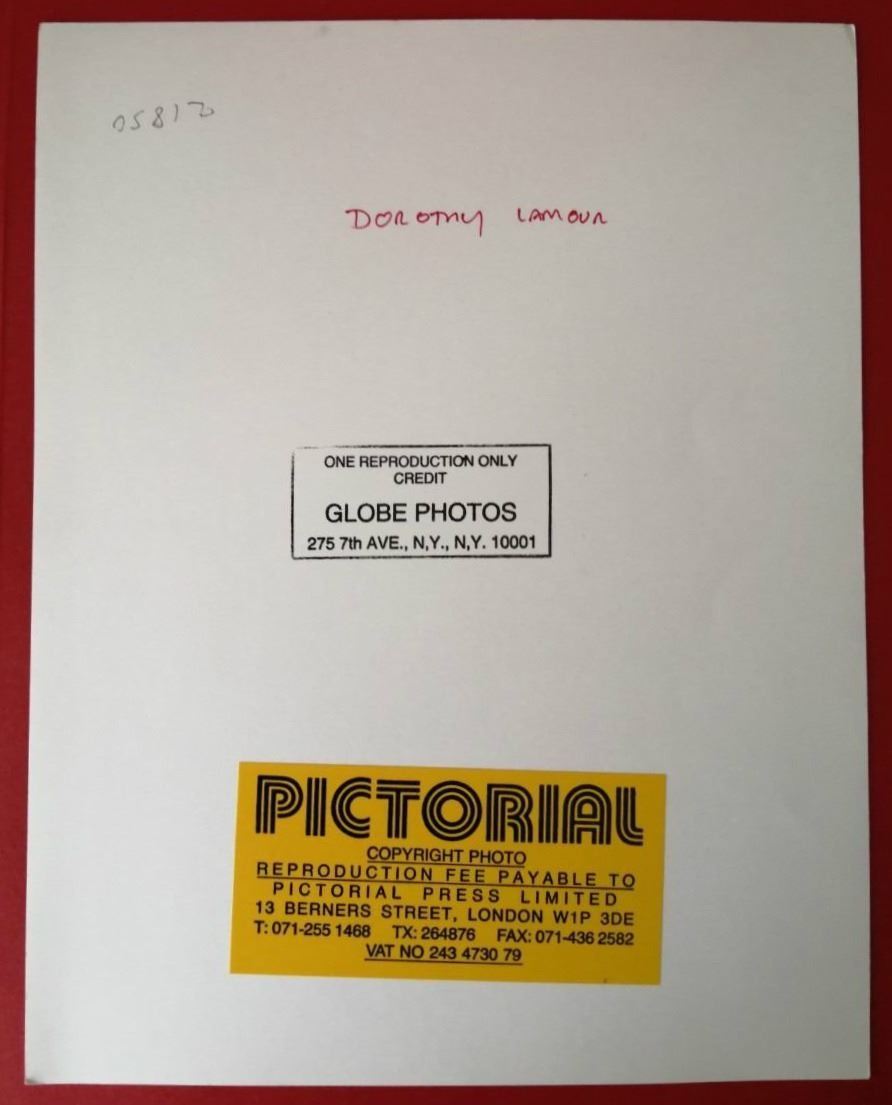 05812
DOROTHY LAMOUR
ONE REPRODUCTION ONLY
CREDIT
GLOBE PHOTOS
275 7th AVE., N,Y., N,Y. 10001
PICTORIAL
COPYRIGHT PHOTO
REPRODUCTION FEE PAYABLE TO
PICTORIAL PRESS LIMITED
13 BERNERS STREET, LONDON W1P 3DE
T: 071-255 1468 TX: 264876 FAX: 071-436 2582
VAT NO 243 4730 79